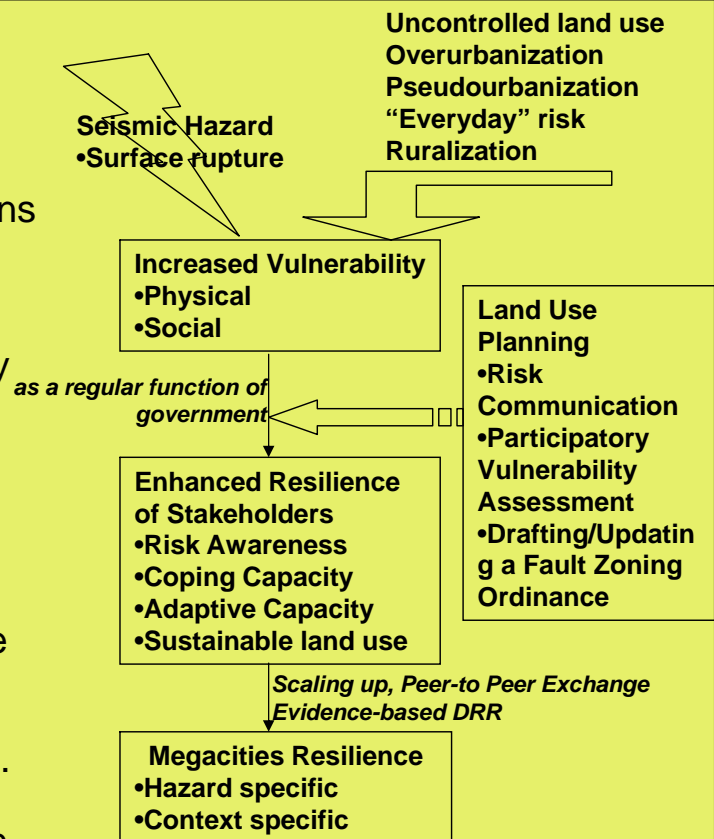 Uncontrolled land use
Overurbanization
Pseudourbanization
“Everyday” risk
Ruralization
Seismic Hazard
•Surface rupture
ns
Increased Vulnerability
•Physical
•Social
Land Use
Planning
•Risk
Communication
•Participatory
Vulnerability
Assessment
•Drafting/Updatin
g a Fault Zoning
Ordinance
y
as a regular function of
government
Enhanced Resilience
of Stakeholders
•Risk Awareness
•Coping Capacity
•Adaptive Capacity
•Sustainable land use
e
Scaling up, Peer-to Peer Exchange
Evidence-based DRR
.
Megacities Resilience
•Hazard specific
•Context specific